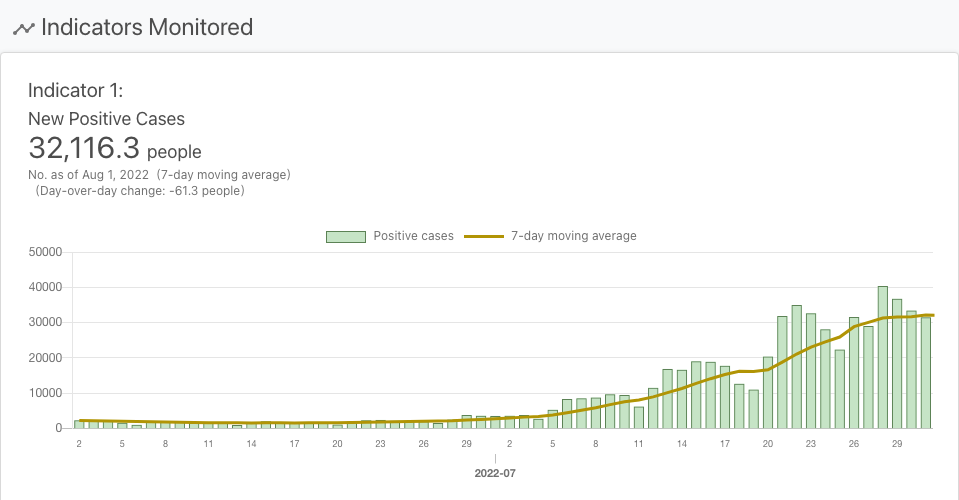 Indicators Monitored
Indicator 1:
New Positive Cases
32,116.3 people
No. as of Aug 1, 2022 (7-day moving average)
(Day-over-day change: -61.3 people)
Positive cases 7-day moving average
50000
40000
30000
20000
10000
0
2 5 8 11 14 17 20 23 26 29 2 5 8 11 14 17 20 23 26 29
2022-07